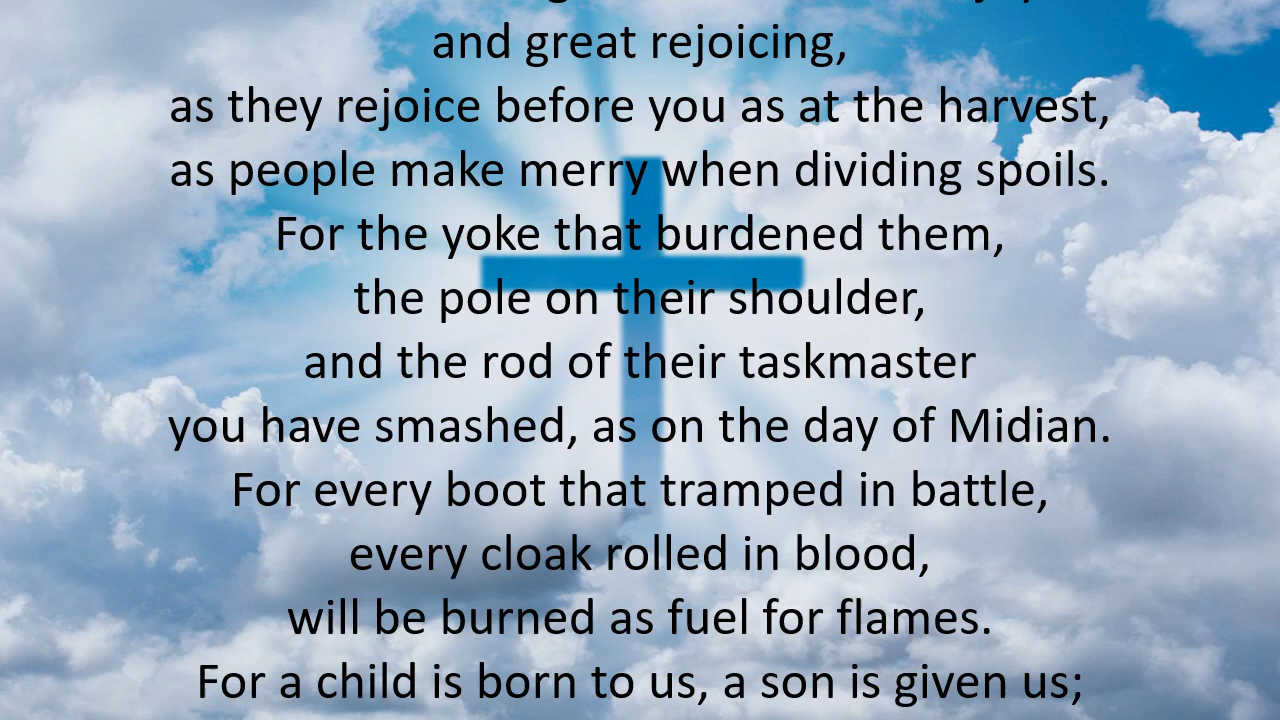 and great rejoicing,
as they rejoice before you as at the harvest,
as people make merry when dividing spoils.
For the yoke that burdened them,
the pole on their shoulder,
and the rod of their taskmaster
you have smashed, as on the day of Midian.
For every boot that tramped in battle,
every cloak rolled in blood,
will be burned as fuel for flames.
For a child is born to us, a son is given us;